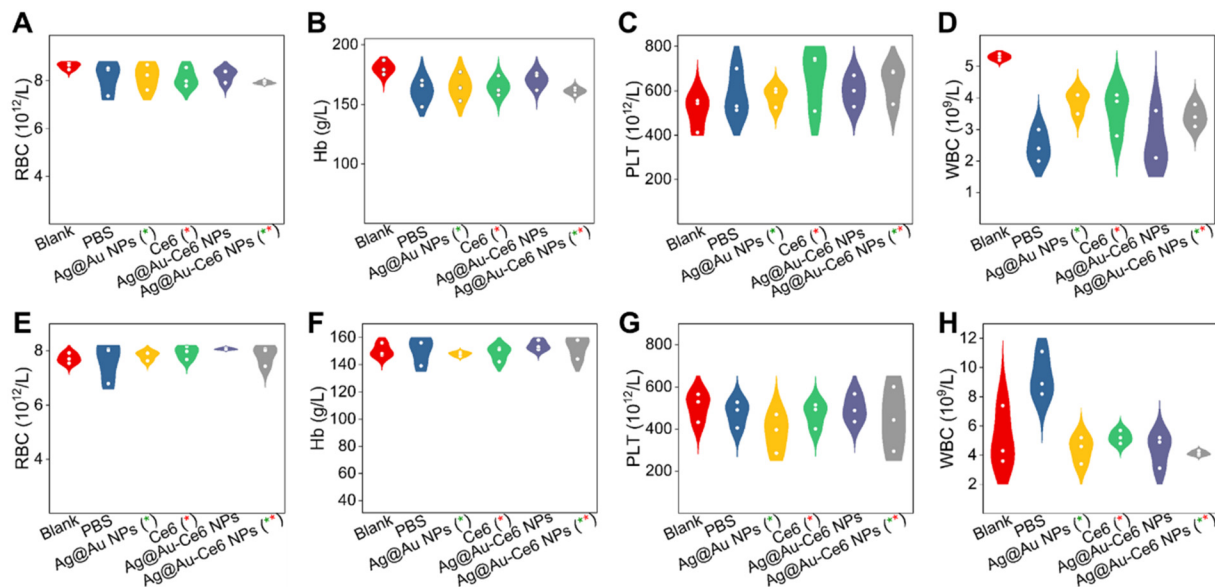 A
B
C
D
RBC (10¹²/L)
8
6
4
Blank
PBS
Ag@Au NPs (*)
Ce6 (*)
Ag@Au-Ce6 NPs
Ag@Au-Ce6 NPs (**)
Hb (g/L)
200
150
100
Blank
PBS
Ag@Au NPs (*)
Ce6 (*)
Ag@Au-Ce6 NPs
Ag@Au-Ce6 NPs (**)
PLT (10¹²/L)
800
600
400
200
Blank
PBS
Ag@Au NPs (*)
Ce6 (*)
Ag@Au-Ce6 NPs
Ag@Au-Ce6 NPs (**)
WBC (10⁹/L)
5
4
3
2
1
Blank
PBS
Ag@Au NPs (*)
Ce6 (*)
Ag@Au-Ce6 NPs
Ag@Au-Ce6 NPs (**)
E
F
G
H
RBC (10¹²/L)
8
6
4
Blank
PBS
Ag@Au NPs (*)
Ce6 (*)
Ag@Au-Ce6 NPs
Ag@Au-Ce6 NPs (**)
Hb (g/L)
160
140
120
100
80
60
40
Blank
PBS
Ag@Au NPs (*)
Ce6 (*)
Ag@Au-Ce6 NPs
Ag@Au-Ce6 NPs (**)
PLT (10¹²/L)
800
600
400
200
Blank
PBS
Ag@Au NPs (*)
Ce6 (*)
Ag@Au-Ce6 NPs
Ag@Au-Ce6 NPs (**)
WBC (10⁹/L)
12
10
8
6
4
2
Blank
PBS
Ag@Au NPs (*)
Ce6 (*)
Ag@Au-Ce6 NPs
Ag@Au-Ce6 NPs (**)